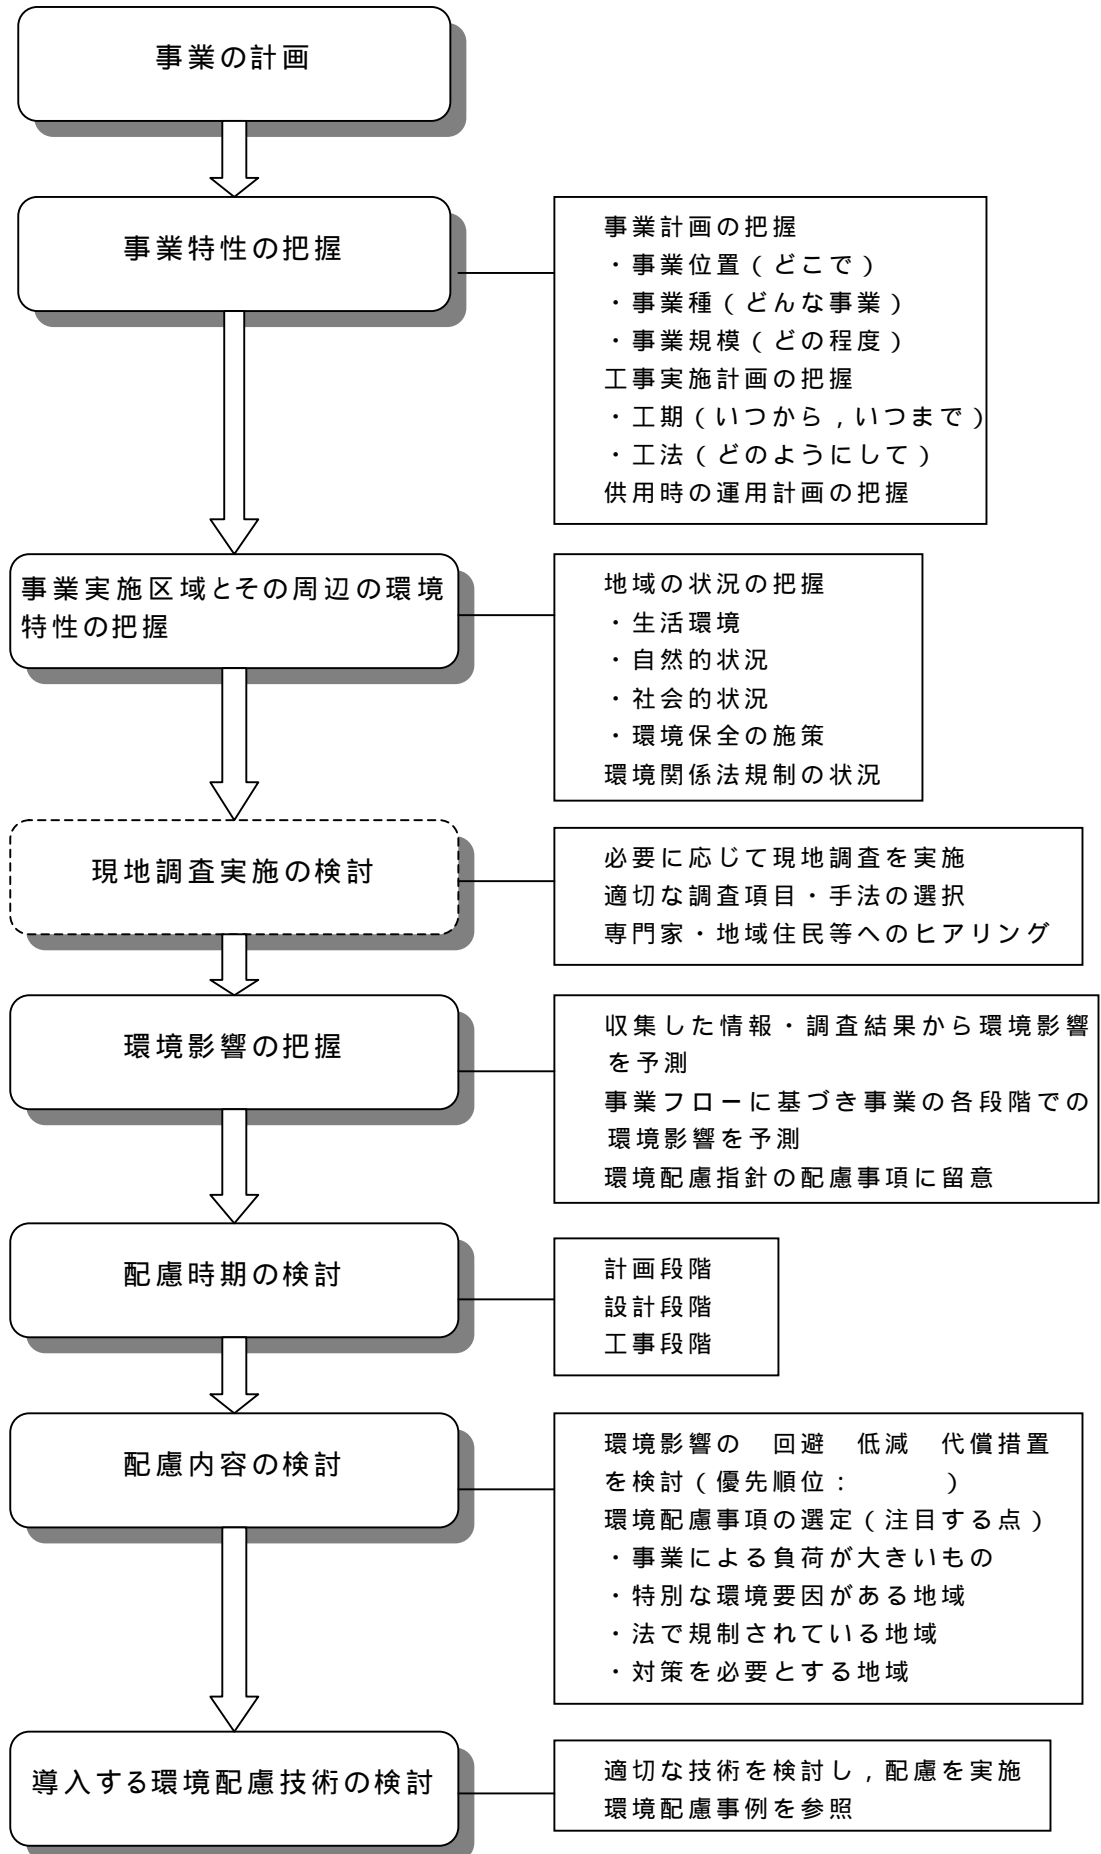 事業の計画
事業特性の把握
事業計画の把握
・事業位置（どこで）
・事業種（どんな事業）
・事業規模（どの程度）
工事実施計画の把握
・工期（いつから，いつまで）
・工法（どのようにして）
供用時の運用計画の把握
事業実施区域とその周辺の環境
特性の把握
地域の状況の把握
・生活環境
・自然的状況
・社会的状況
・環境保全の施策
環境関係法規制の状況
現地調査実施の検討
必要に応じて現地調査を実施
適切な調査項目・手法の選択
専門家・地域住民等へのヒアリング
環境影響の把握
収集した情報・調査結果から環境影響
を予測
事業フローに基づき事業の各段階での
環境影響を予測
環境配慮指針の配慮事項に留意
配慮時期の検討
計画段階
設計段階
工事段階
配慮内容の検討
環境影響の　回避　低減　代償措置
を検討（優先順位：　　　）
環境配慮事項の選定（注目する点）
・事業による負荷が大きいもの
・特別な環境要因がある地域
・法で規制されている地域
・対策を必要とする地域
導入する環境配慮技術の検討
適切な技術を検討し，配慮を実施
環境配慮事例を参照